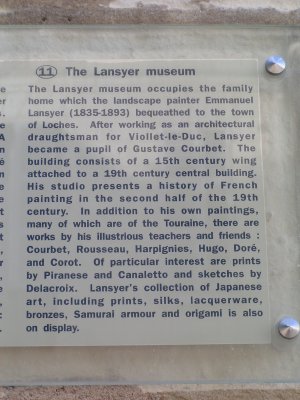 ⑪ The Lansyer museum
The Lansyer museum occupies the family
home which the landscape painter Emmanuel
Lansyer (1835-1893) bequeathed to the town
of Loches. After working as an architectural
draughtsman for Viollet-le-Duc, Lansyer
became a pupil of Gustave Courbet. The
building consists of a 15th century wing
attached to a 19th century central building.
His studio presents a history of French
painting in the second half of the 19th
century. In addition to his own paintings,
many of which are of the Touraine, there are
works by his illustrious teachers and friends :
Courbet, Rousseau, Harpignies, Hugo, Doré,
and Corot. Of particular interest are prints
by Piranese and Canaletto and sketches by
Delacroix. Lansyer's collection of Japanese
art, including prints, silks, lacquerware,
bronzes, Samurai armour and origami is also
on display.